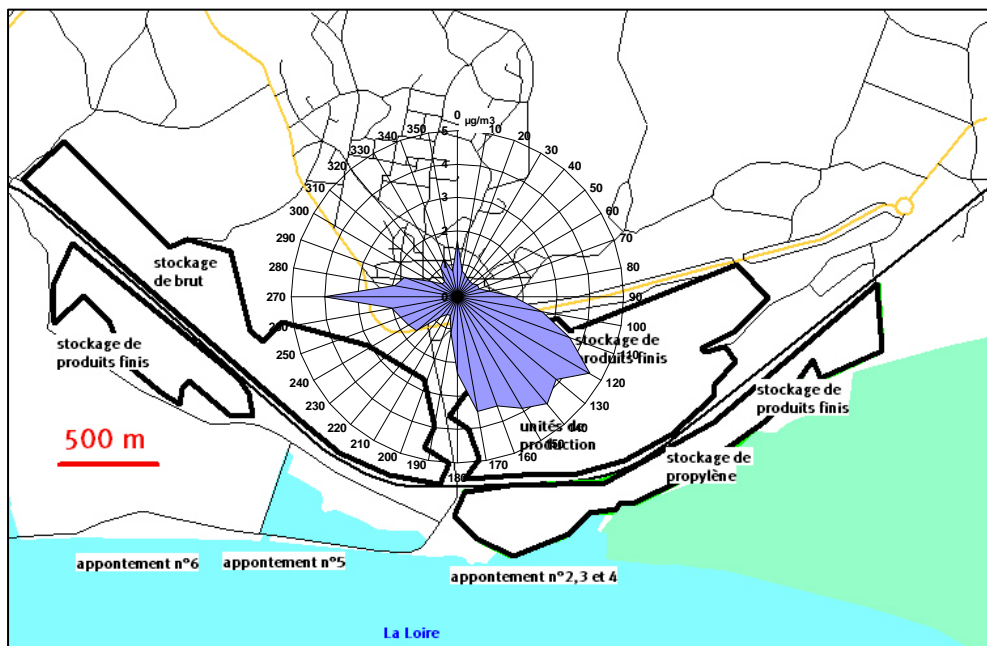 0
µg/m3
350
10
340
20
330
30
320
40
310
50
300
60
290
70
280
80
270
90
260
100
250
110
240
120
230
130
220
140
210
150
200
160
190
170
180
5
4
3
2
0
stockage
de brut
stockage de
produits finis
stockage de
produits finis
stockage de
produits finis
unités de
production
stockage de
propylène
500 m
appontement n°6
appontement n°5
appontement n°2,3 et 4
La Loire